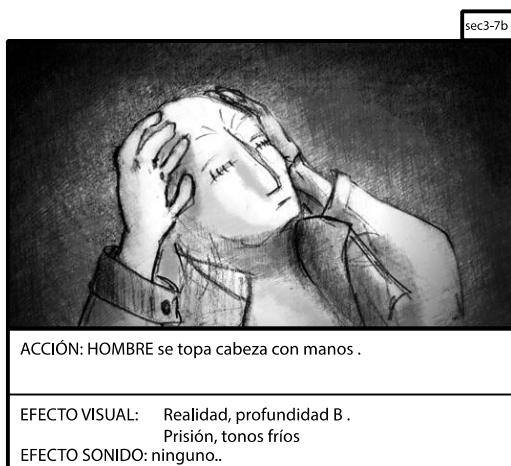 sec3-7b
ACCIÓN: HOMBRE se topa cabeza con manos .
EFECTO VISUAL: Realidad, profundidad B .
Prisión, tonos fríos
EFECTO SONIDO: ninguno..